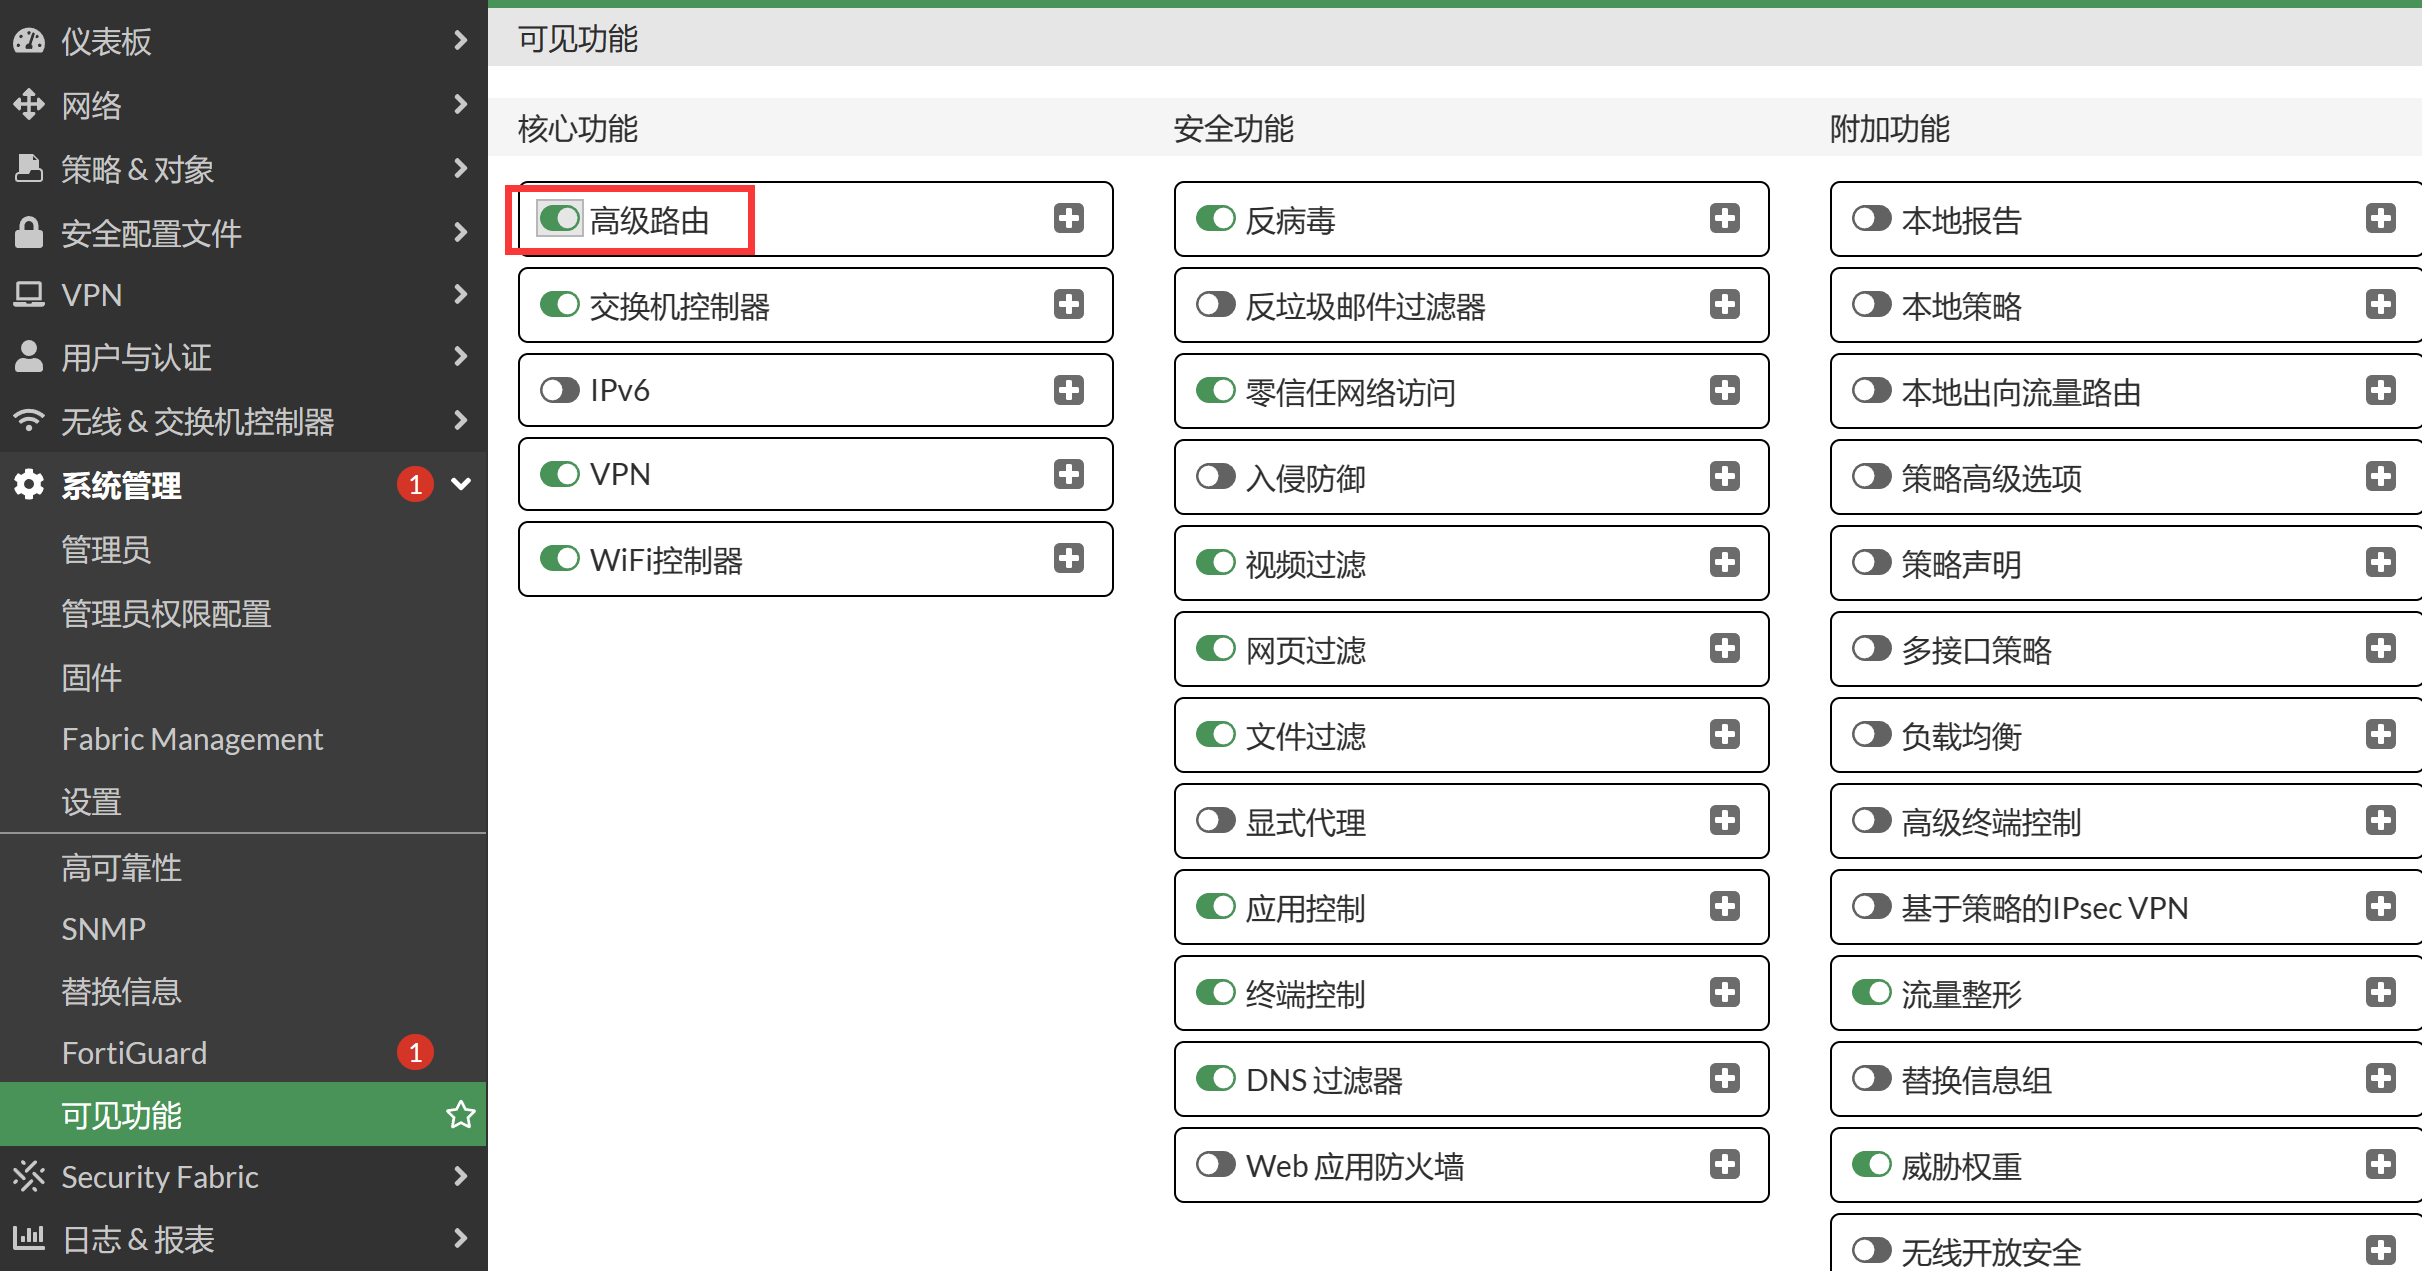 仪表板
网络
策略 & 对象
安全配置文件
VPN
用户与认证
无线 & 交换机控制器
系统管理 1
管理员
管理员权限配置
固件
Fabric Management
设置
高可靠性
SNMP
替换信息
FortiGuard 1
可见功能
Security Fabric
日志 & 报表
可见功能
核心功能
高级路由
交换机控制器
IPv6
VPN
WiFi控制器
安全功能
反病毒
反垃圾邮件过滤器
零信任网络访问
入侵防御
视频过滤
网页过滤
文件过滤
显式代理
应用控制
终端控制
DNS 过滤器
Web 应用防火墙
附加功能
本地报告
本地策略
本地出向流量路由
策略高级选项
策略声明
多接口策略
负载均衡
高级终端控制
基于策略的IPsec VPN
流量整形
替换信息组
威胁权重
无线开放安全